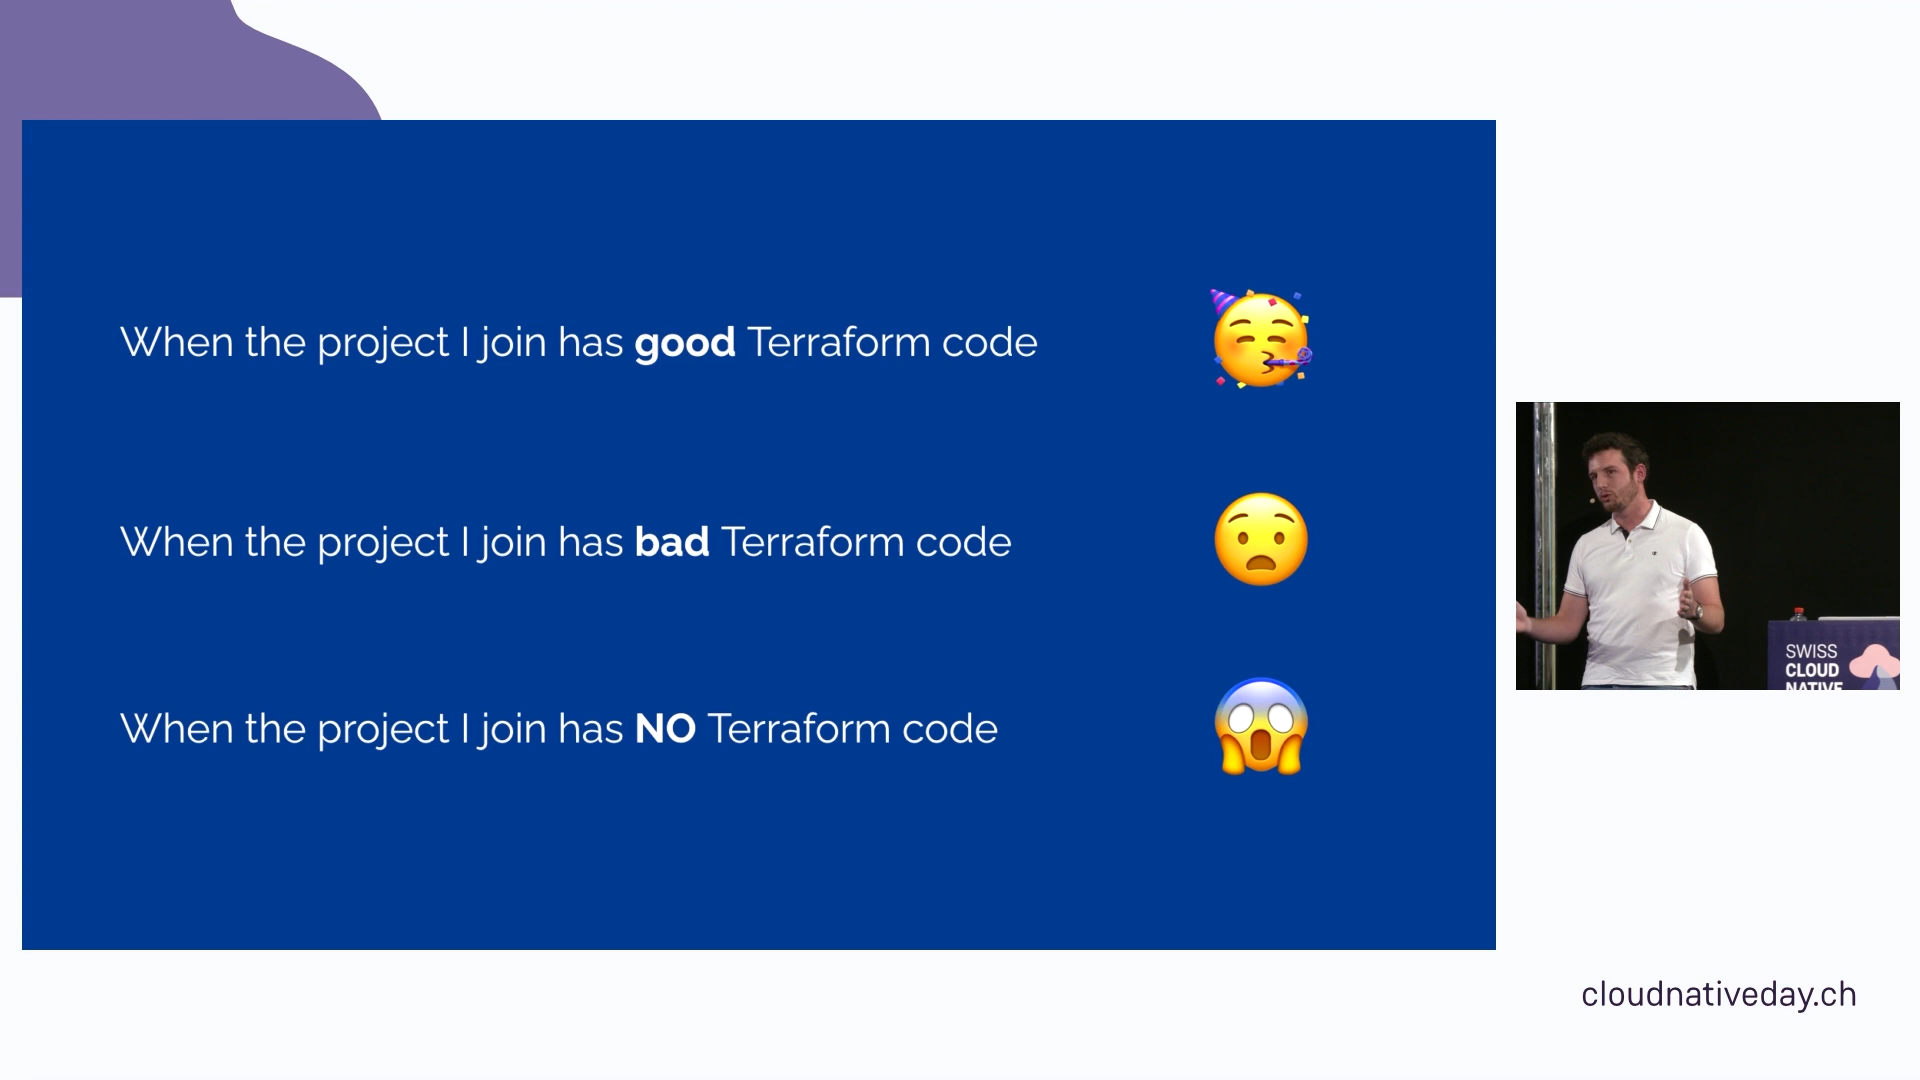 When the project I join has good Terraform code
When the project I join has bad Terraform code
When the project I join has NO Terraform code
SWISS
CLOUD
NATIVE
cloudnativeday.ch